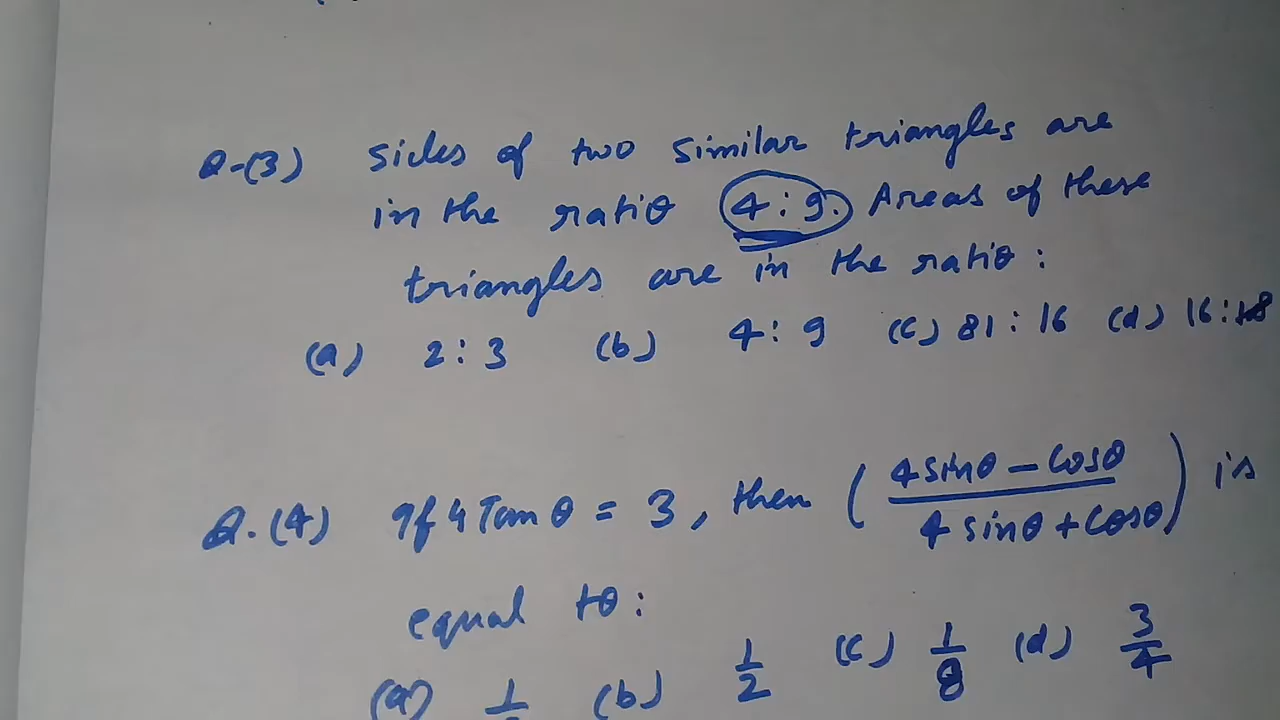 Q-(3) Sides of two similar triangles are
in the ratio 4:9. Areas of these
triangles are in the ratio:
(a) 2:3 (b) 4:9 (c) 81:16 (d) 16:
Q.(4) If 4 Tan θ = 3, then (4 sinθ - Cosθ / 4 sinθ + Cosθ) is
equal to:
(a) 1 (b) 1/2 (c) 1/8 (d) 3/4